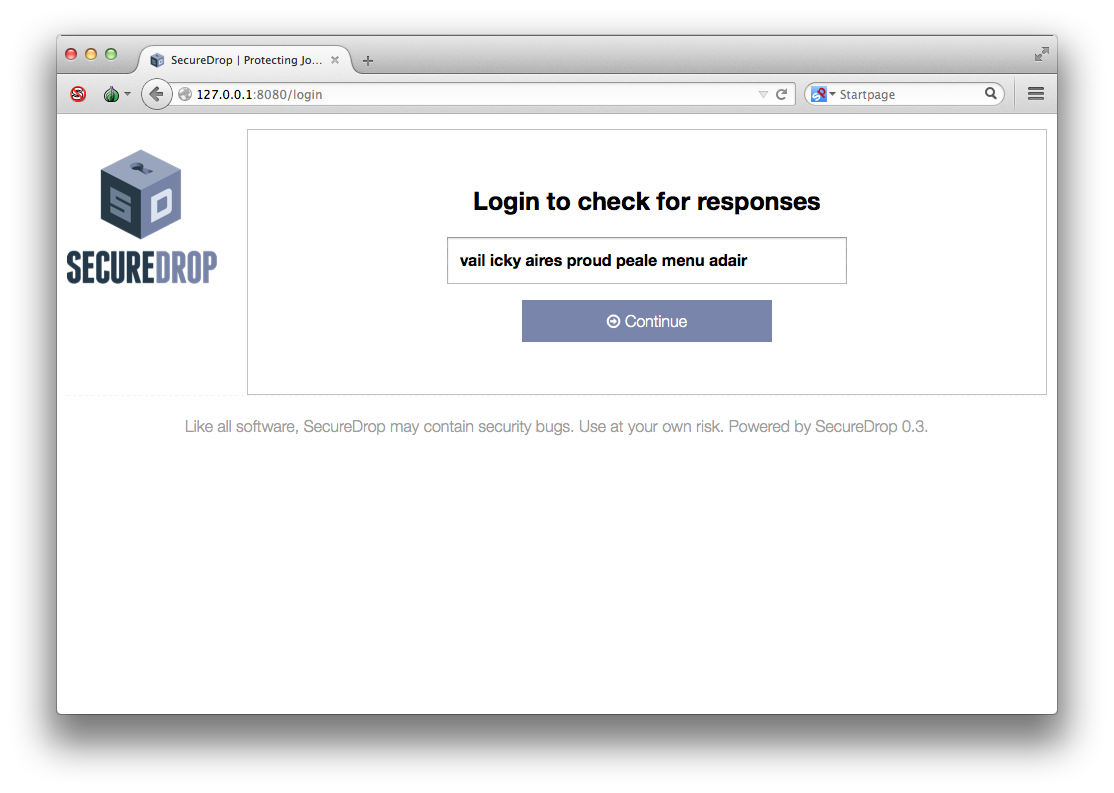 SecureDrop | Protecting Jo...
127.0.0.1:8080/login
Startpage
SD
SECUREDROP
Login to check for responses
vail icky aires proud peale menu adair
Continue
Like all software, SecureDrop may contain security bugs. Use at your own risk. Powered by SecureDrop 0.3.